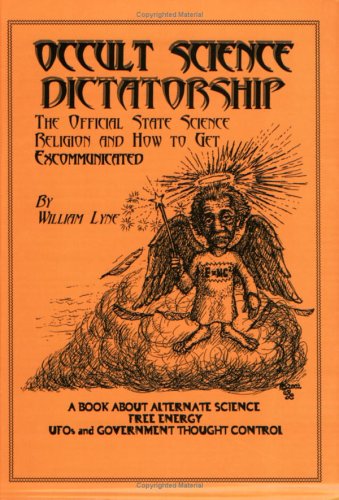 OCCULT SCIENCE
DICTATORSHIP
THE OFFICIAL STATE SCIENCE
RELIGION AND HOW TO GET
EXCOMMUNICATED
BY
WILLIAM LYNE
E=MC²
A BOOK ABOUT ALTERNATE SCIENCE
FREE ENERGY
UFOs and GOVERNMENT THOUGHT CONTROL